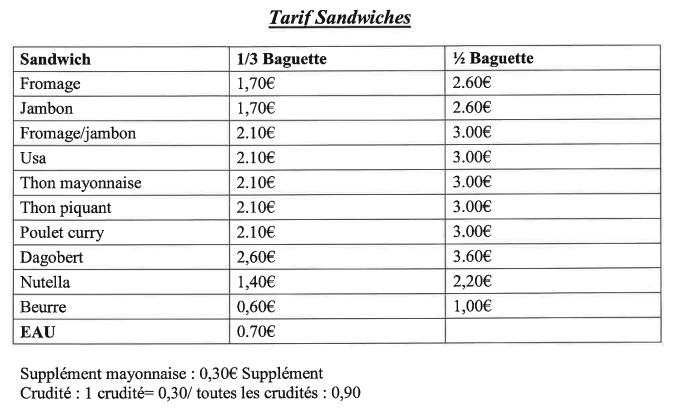 Tarif Sandwiches
Sandwich 1/3 Baguette ½ Baguette
Fromage 1,70€ 2.60€
Jambon 1,70€ 2.60€
Fromage/jambon 2.10€ 3.00€
Usa 2.10€ 3.00€
Thon mayonnaise 2.10€ 3.00€
Thon piquant 2.10€ 3.00€
Poulet curry 2.10€ 3.00€
Dagobert 2,60€ 3.60€
Nutella 1,40€ 2,20€
Beurre 0,60€ 1,00€
EAU 0.70€
Supplément mayonnaise : 0,30€ Supplément
Crudité : 1 crudité= 0,30/ toutes les crudités : 0,90